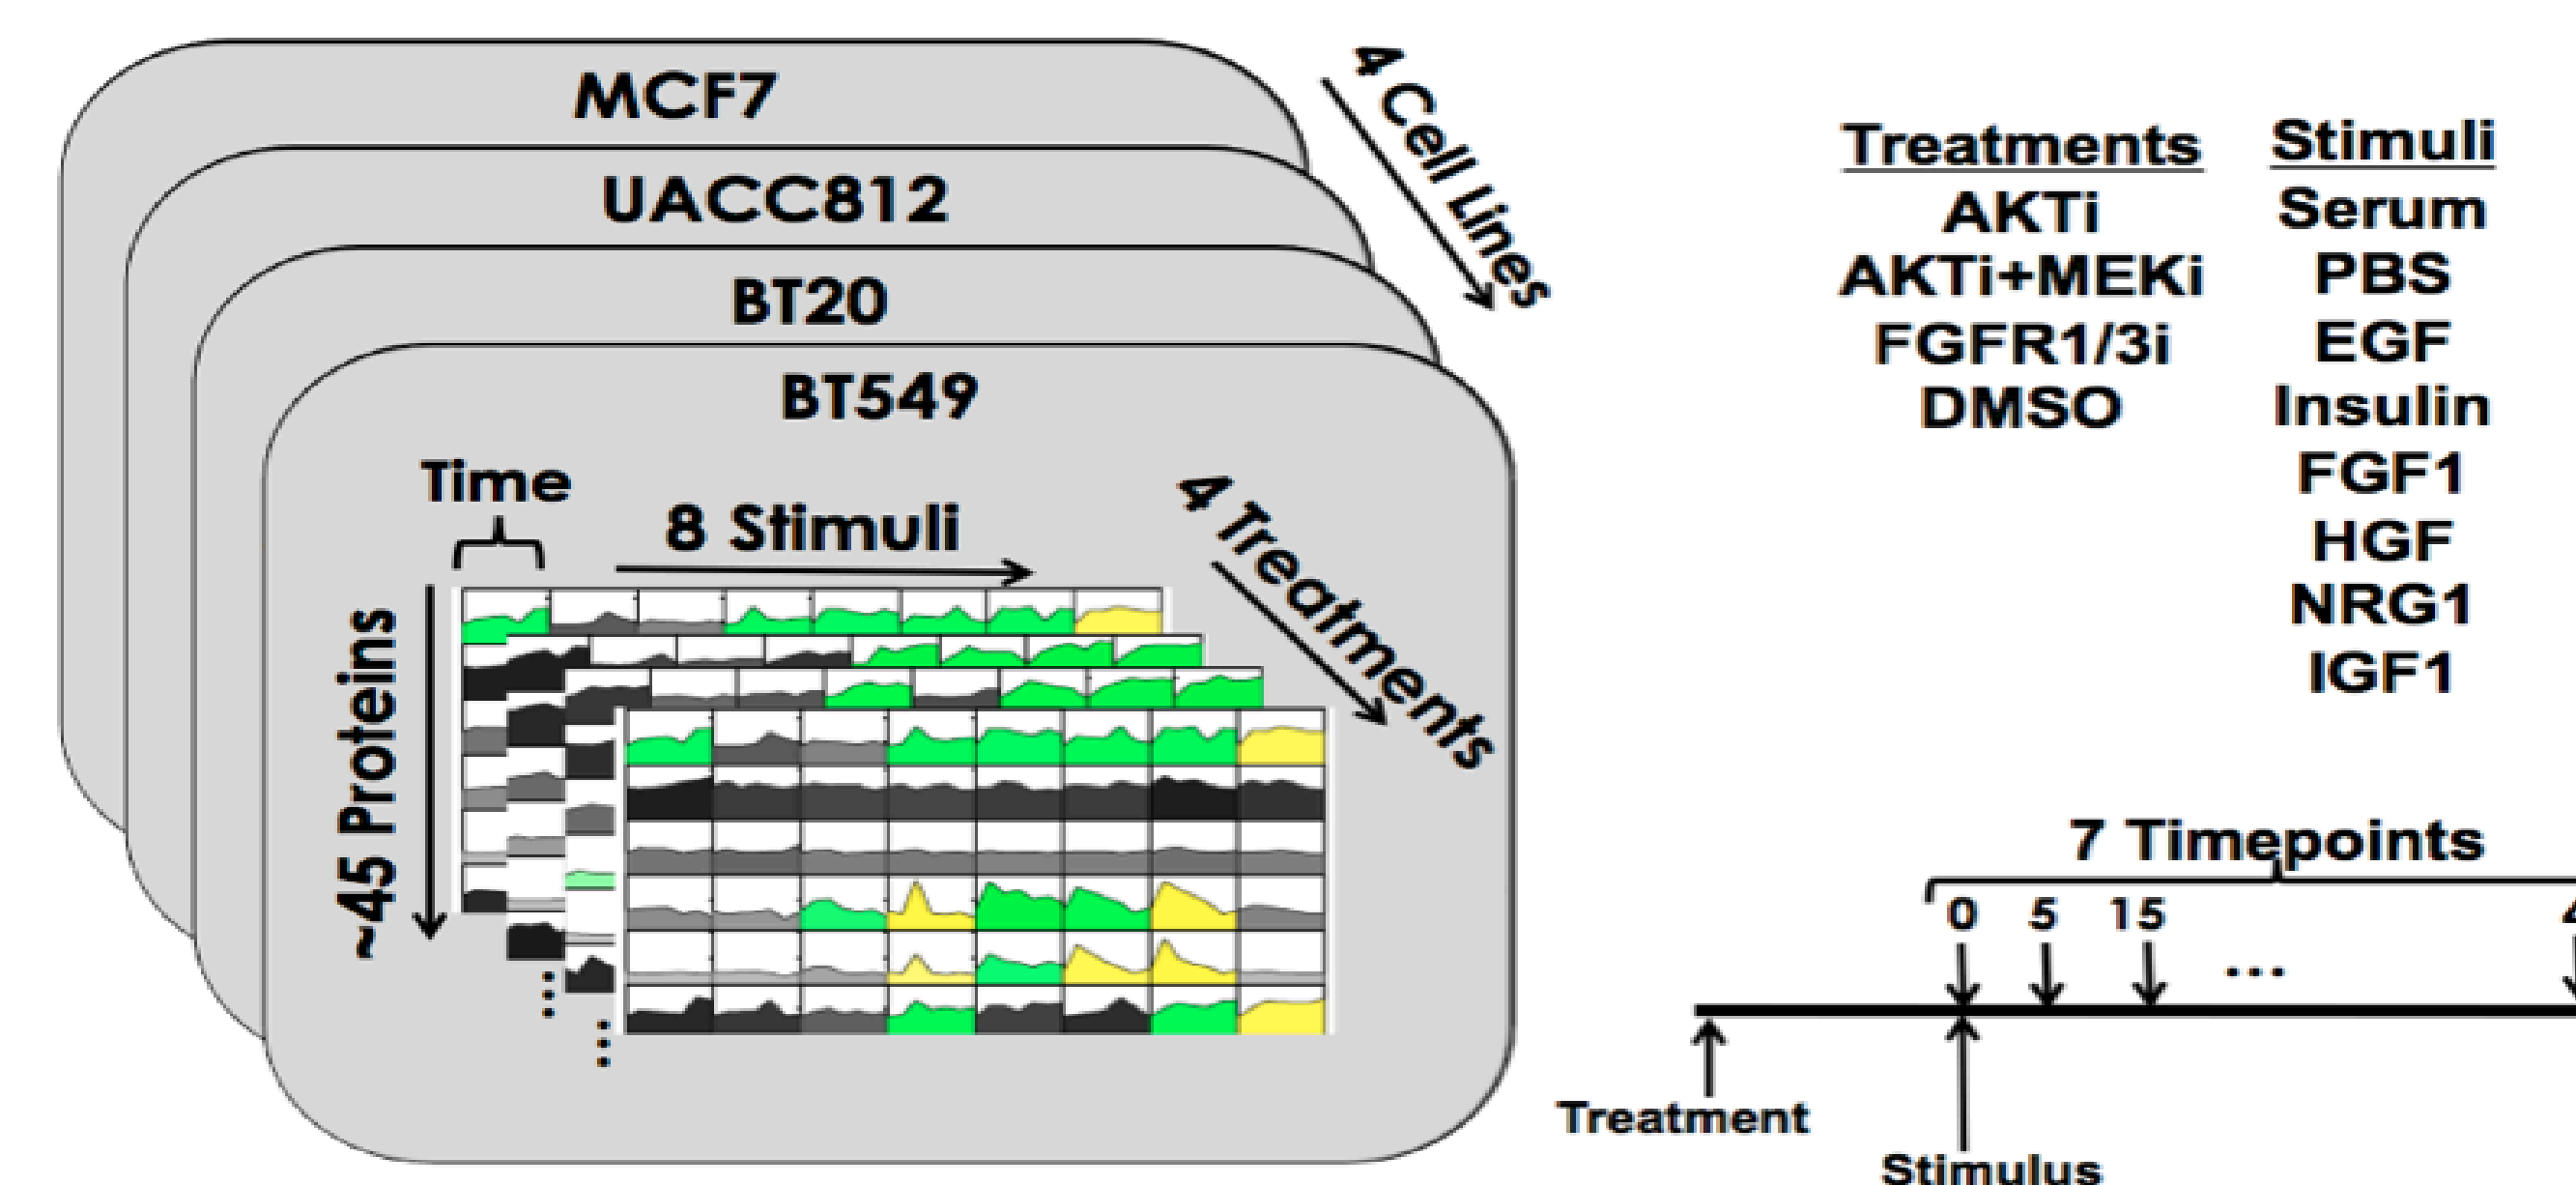 MCF7
UACC812
BT20
BT549
4 Cell Lines
Time
8 Stimuli
4 Treatments
~45 Proteins
Treatments
AKTi
AKTi+MEKi
FGFR1/3i
DMSO
Stimuli
Serum
PBS
EGF
Insulin
FGF1
HGF
NRG1
IGF1
7 Timepoints
0 5 15 ...
Treatment
Stimulus